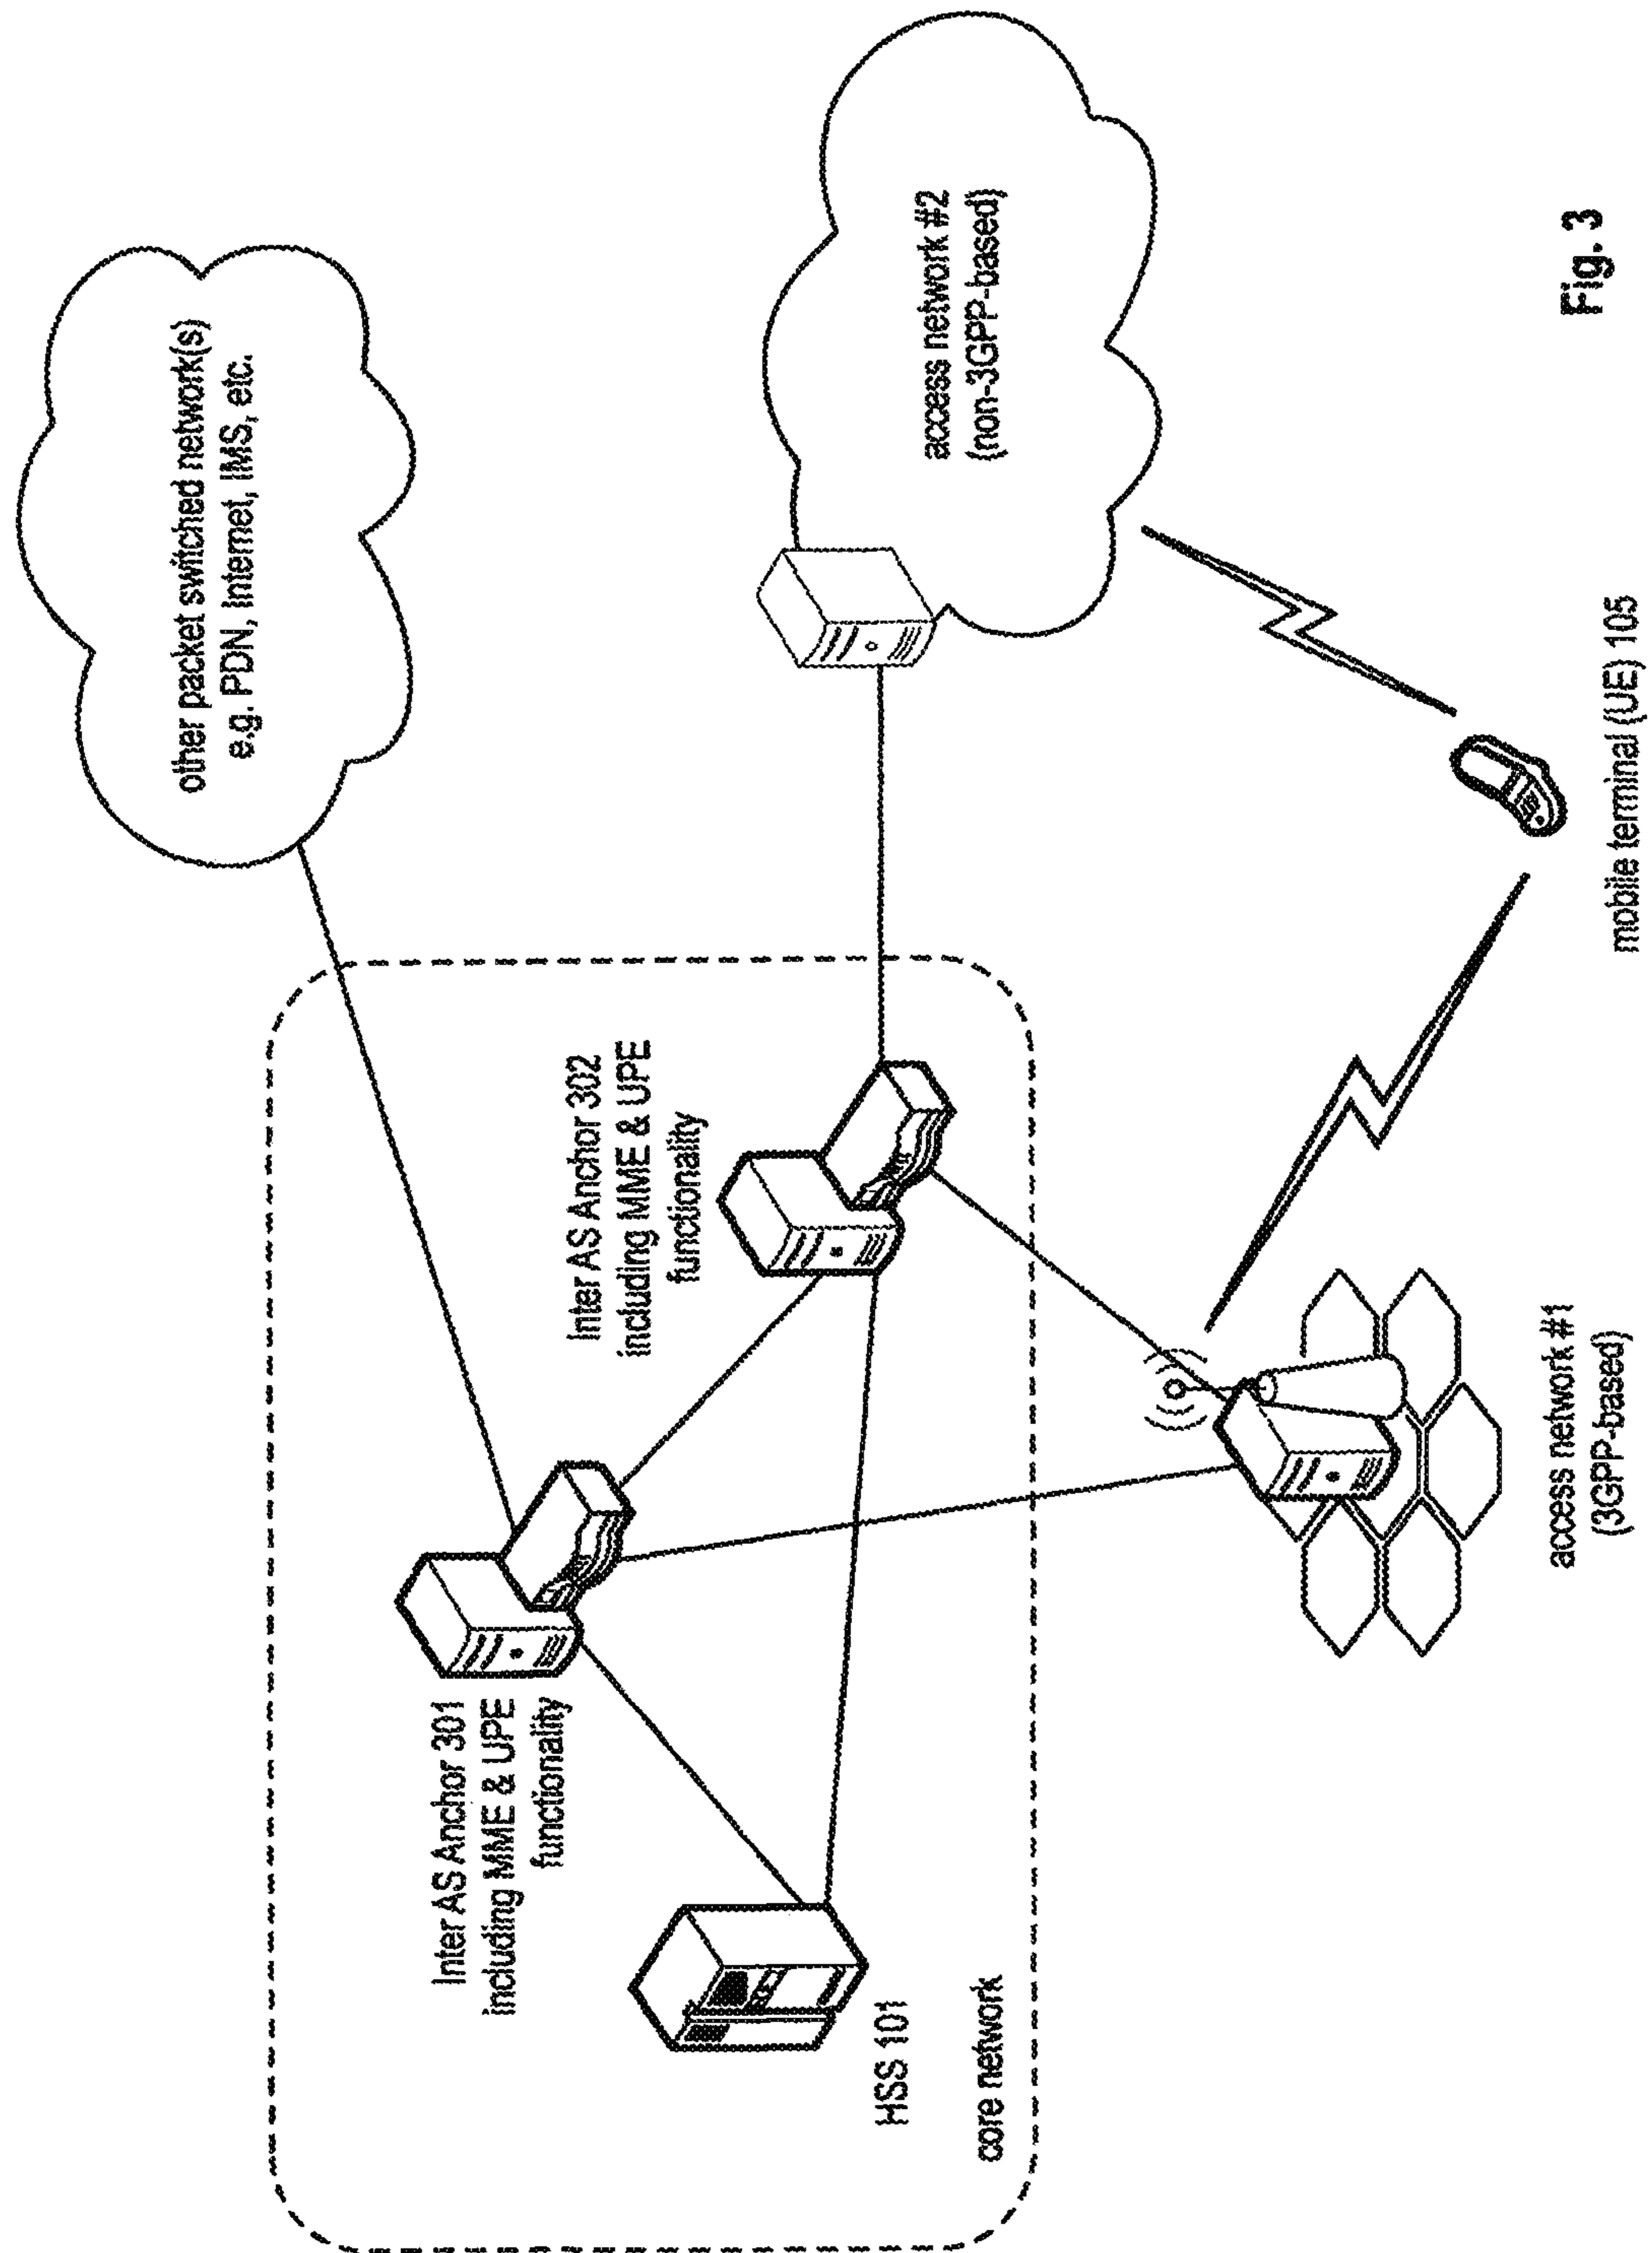 other packet switched network(s)
e.g. PDN, Internet, IMS, etc.
Inter AS Anchor 301
including MME & UPE
functionality
Inter AS Anchor 302
including MME & UPE
functionality
access network #2
(non-3GPP-based)
HSS 101
core network
access network #1
(3GPP-based)
mobile terminal (UE) 105
Fig. 3